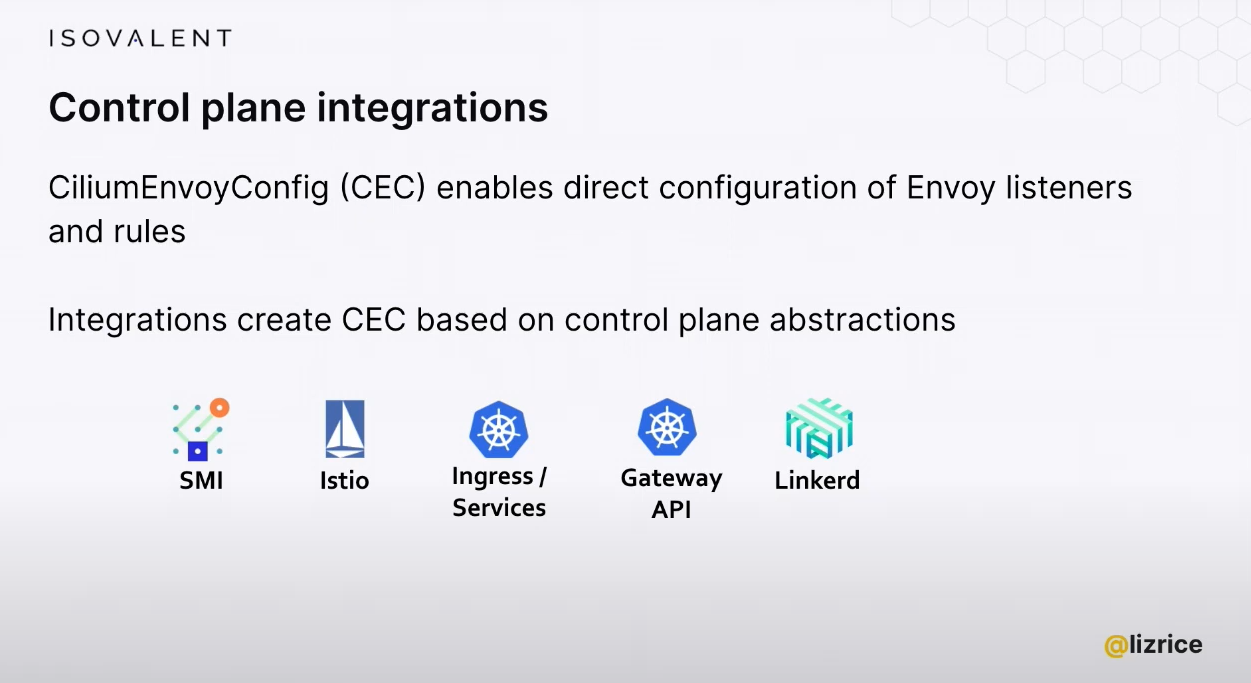 ISOVALENT
Control plane integrations
CiliumEnvoyConfig (CEC) enables direct configuration of Envoy listeners
and rules
Integrations create CEC based on control plane abstractions
SMI
Istio
Ingress /
Services
Gateway
API
Linkerd
@lizrice